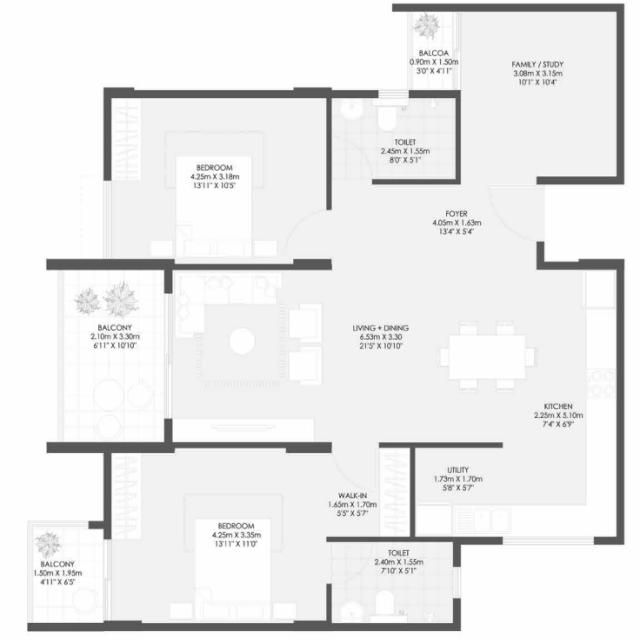 BALCOA
0.90m X 1.50m
3'0" X 4'11"
FAMILY / STUDY
3.08m X 3.15m
10'1" X 10'4"
TOILET
2.45m X 1.55m
8'0" X 5'1"
BEDROOM
4.25m X 3.18m
13'11" X 10'5"
FOYER
4.05m X 1.63m
13'4" X 5'4"
BALCONY
2.10m X 3.30m
6'11" X 10'10"
LIVING + DINING
6.53m X 3.30
21'5" X 10'10"
KITCHEN
2.25m X 5.10m
7'4" X 6'9"
UTILITY
1.73m X 1.70m
5'8" X 5'7"
WALK-IN
1.65m X 1.70m
5'5" X 5'7"
BEDROOM
4.25m X 3.35m
13'11" X 11'0"
TOILET
2.40m X 1.55m
7'10" X 5'1"
BALCONY
1.50m X 1.95m
4'11" X 6'5"